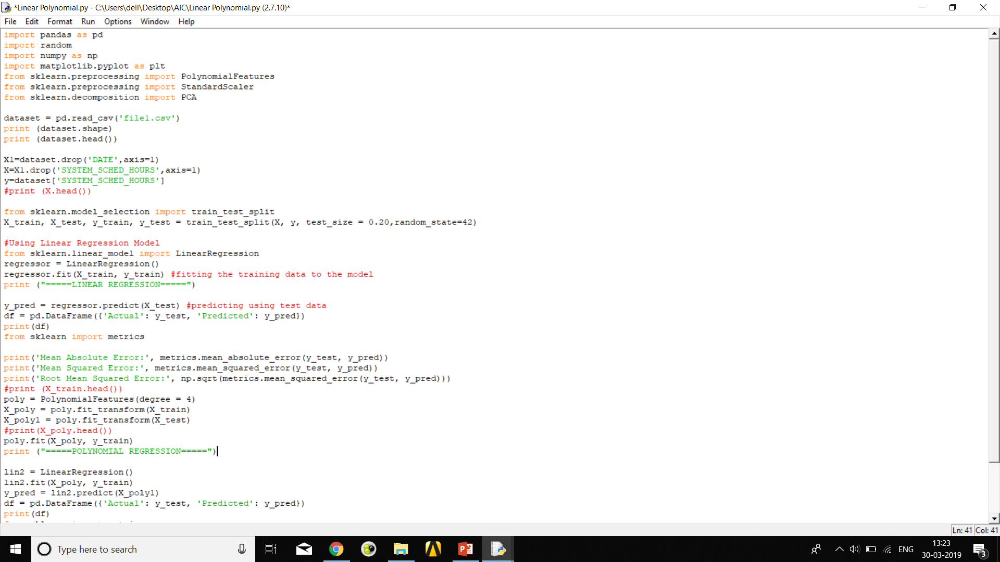 *Linear Polynomial.py - C:\Users\dell\Desktop\AIC\Linear Polynomial.py (2.7.10)*
File Edit Format Run Options Window Help
import pandas as pd
import random
import numpy as np
import matplotlib.pyplot as plt
from sklearn.preprocessing import PolynomialFeatures
from sklearn.preprocessing import StandardScaler
from sklearn.decomposition import PCA

dataset = pd.read_csv('file1.csv')
print (dataset.shape)
print (dataset.head())

X1=dataset.drop('DATE',axis=1)
X=X1.drop('SYSTEM_SCHED_HOURS',axis=1)
y=dataset['SYSTEM_SCHED_HOURS']
#print (X.head())

from sklearn.model_selection import train_test_split
X_train, X_test, y_train, y_test = train_test_split(X, y, test_size = 0.20,random_state=42)

#Using Linear Regression Model
from sklearn.linear_model import LinearRegression
regressor = LinearRegression()
regressor.fit(X_train, y_train) #fitting the training data to the model
print ("=====LINEAR REGRESSION=====")

y_pred = regressor.predict(X_test) #predicting using test data
df = pd.DataFrame({'Actual': y_test, 'Predicted': y_pred})
print(df)
from sklearn import metrics

print('Mean Absolute Error:', metrics.mean_absolute_error(y_test, y_pred))
print('Mean Squared Error:', metrics.mean_squared_error(y_test, y_pred))
print('Root Mean Squared Error:', np.sqrt(metrics.mean_squared_error(y_test, y_pred)))
#print (X_train.head())
poly = PolynomialFeatures(degree = 4)
X_poly = poly.fit_transform(X_train)
X_poly1 = poly.fit_transform(X_test)
#print(X_poly.head())
poly.fit(X_poly, y_train)
print ("=====POLYNOMIAL REGRESSION=====")

lin2 = LinearRegression()
lin2.fit(X_poly, y_train)
y_pred = lin2.predict(X_poly1)
df = pd.DataFrame({'Actual': y_test, 'Predicted': y_pred})
print(df)
Ln: 41 Col: 41
Type here to search
ENG
13:23
30-03-2019
3